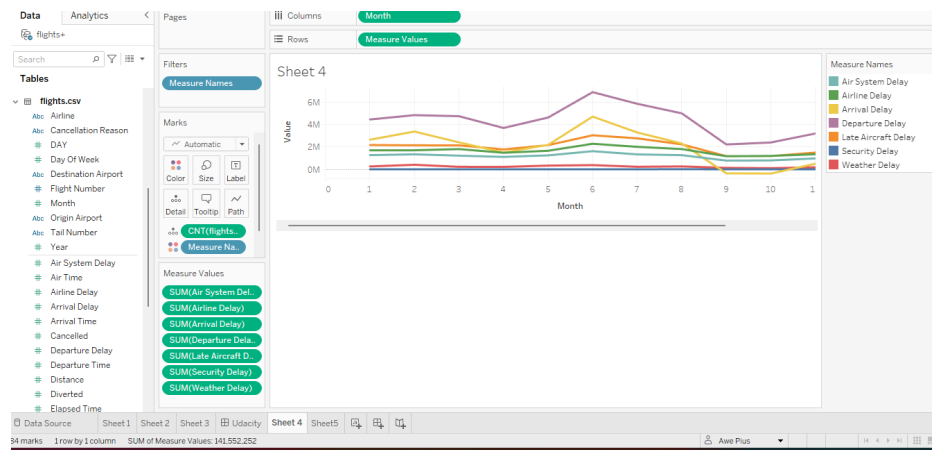 Data Analytics < Pages
iii Columns Month
flights+
Rows Measure Values
Search
Tables
Filters
Measure Names
Sheet 4
Measure Names
Air System Delay
Airline Delay
Arrival Delay
Departure Delay
Late Aircraft Delay
Security Delay
Weather Delay
flights.csv
Abc Airline
Abc Cancellation Reason
# DAY
# Day Of Week
Abc Destination Airport
# Flight Number
# Month
Abc Origin Airport
Abc Tail Number
# Year
# Air System Delay
# Air Time
# Airline Delay
# Arrival Delay
# Arrival Time
# Cancelled
# Departure Delay
# Departure Time
# Distance
# Diverted
# Elapsed Time
Marks
Automatic
Color Size Label
Detail Tooltip Path
CNT(flights..
Measure Na..
Measure Values
SUM(Air System Del..
SUM(Airline Delay)
SUM(Arrival Delay)
SUM(Departure Dela..
SUM(Late Aircraft D..
SUM(Security Delay)
SUM(Weather Delay)
Value
6M
4M
2M
0M
0 1 2 3 4 5 6 7 8 9 10 1
Month
Data Source Sheet 1 Sheet 2 Sheet 3 Udacity Sheet 4 Sheet5
84 marks 1 row by 1 column SUM of Measure Values: 141,552,252
Awe Pius